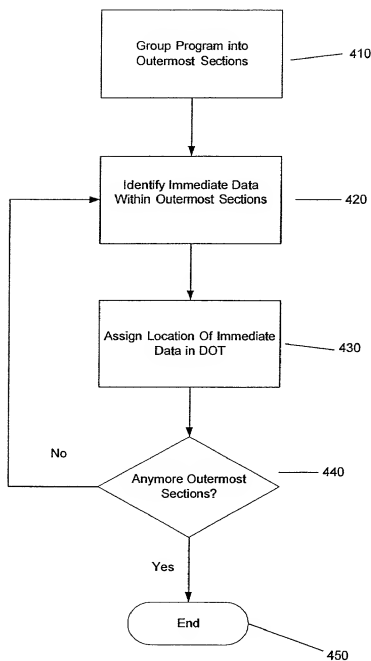 Group Program into
Outermost Sections
410
Identify Immediate Data
Within Outermost Sections
420
Assign Location Of Immediate
Data in DOT
430
Anymore Outermost
Sections?
440
No
Yes
End
450